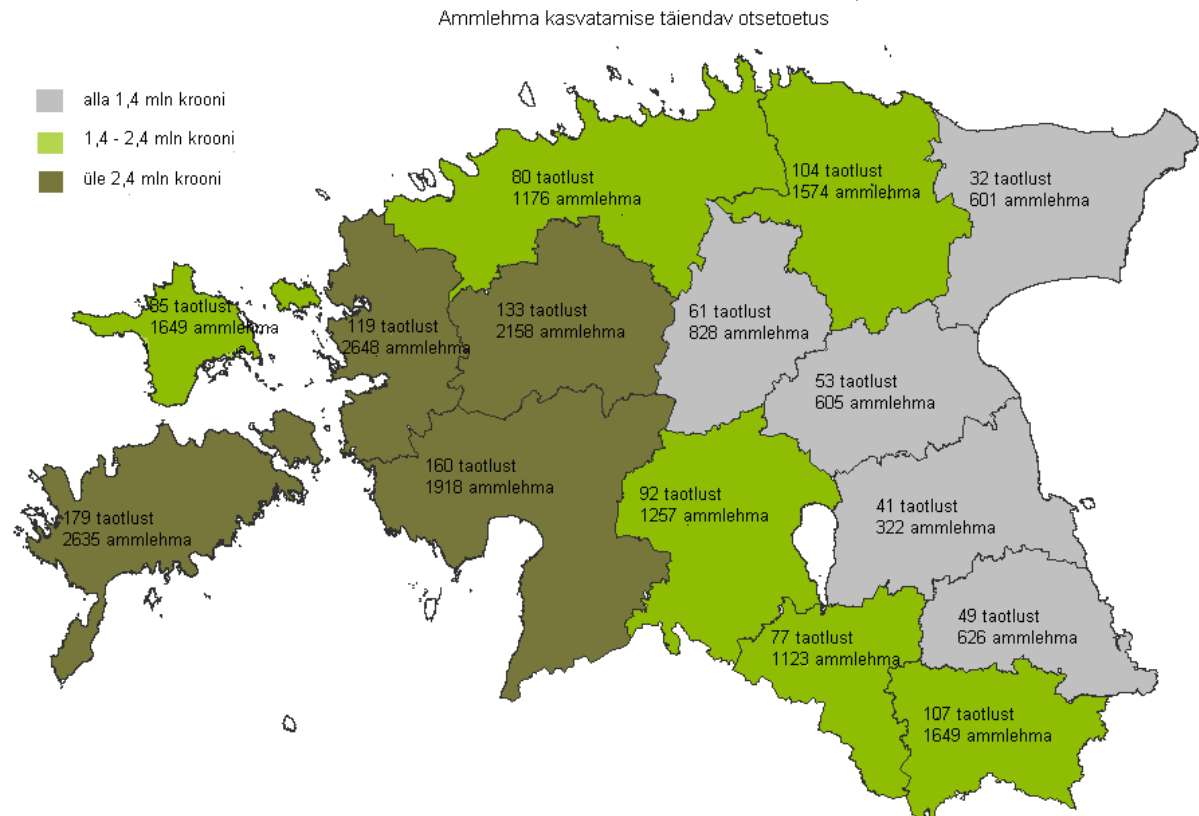 Ammlehma kasvatamise täiendav otsetoetus
alla 1,4 mln krooni
1,4 - 2,4 mln krooni
üle 2,4 mln krooni
80 taotlust
1176 ammlehma
104 taotlust
1574 ammlehma
32 taotlust
601 ammlehma
85 taotlust
1649 ammlehma
119 taotlust
2648 ammlehma
133 taotlust
2158 ammlehma
61 taotlust
828 ammlehma
53 taotlust
605 ammlehma
179 taotlust
2635 ammlehma
160 taotlust
1918 ammlehma
92 taotlust
1257 ammlehma
41 taotlust
322 ammlehma
49 taotlust
626 ammlehma
77 taotlust
1123 ammlehma
107 taotlust
1649 ammlehma